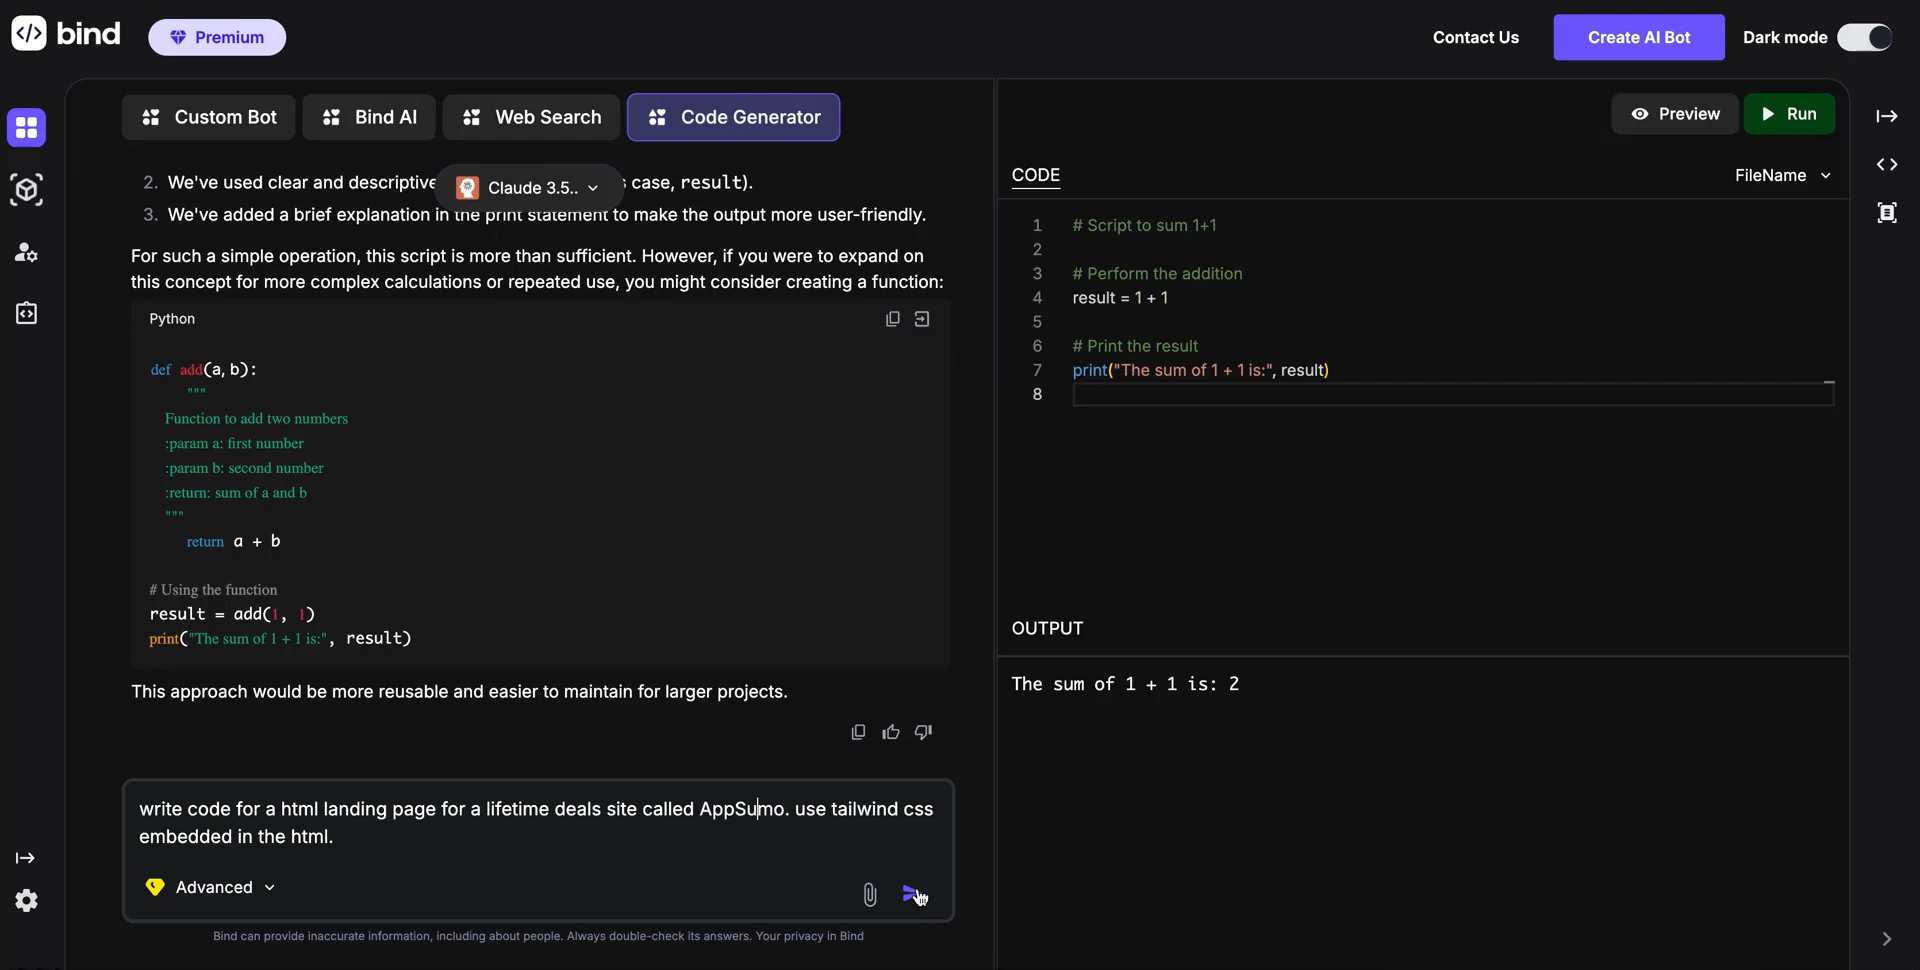 bind
Premium
Contact Us
Create AI Bot
Dark mode
Custom Bot
Bind AI
Web Search
Code Generator
Preview
Run
Claude 3.5..
2. We've used clear and descriptive s case, result).
3. We've added a brief explanation in the print statement to make the output more user-friendly.
For such a simple operation, this script is more than sufficient. However, if you were to expand on
this concept for more complex calculations or repeated use, you might consider creating a function:
Python
def add(a, b):
"""
Function to add two numbers
:param a: first number
:param b: second number
:return: sum of a and b
"""
return a + b
# Using the function
result = add(1, 1)
print("The sum of 1 + 1 is:", result)
This approach would be more reusable and easier to maintain for larger projects.
write code for a html landing page for a lifetime deals site called AppSumo. use tailwind css
embedded in the html.
Advanced
Bind can provide inaccurate information, including about people. Always double-check its answers. Your privacy in Bind
CODE
FileName
1 # Script to sum 1+1
2
3 # Perform the addition
4 result = 1 + 1
5
6 # Print the result
7 print("The sum of 1 + 1 is:", result)
8
OUTPUT
The sum of 1 + 1 is: 2